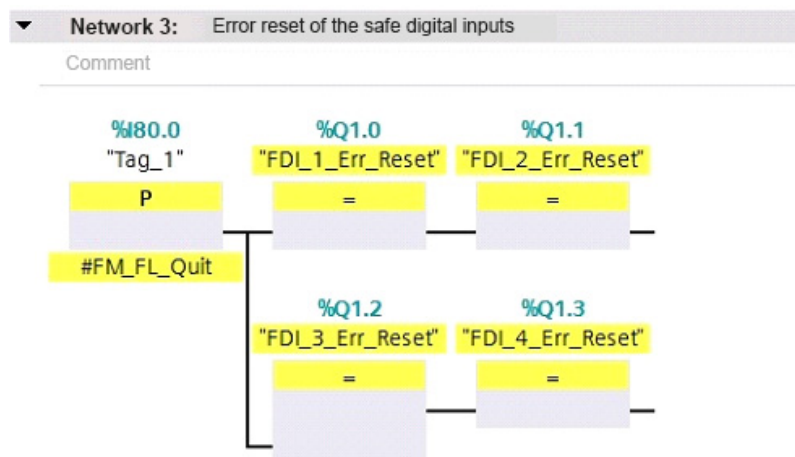 Network 3: Error reset of the safe digital inputs
Comment
%I80.0 %Q1.0 %Q1.1
"Tag_1" "FDI_1_Err_Reset" "FDI_2_Err_Reset"
P = =
#FM_FL_Quit
%Q1.2 %Q1.3
"FDI_3_Err_Reset" "FDI_4_Err_Reset"
= =